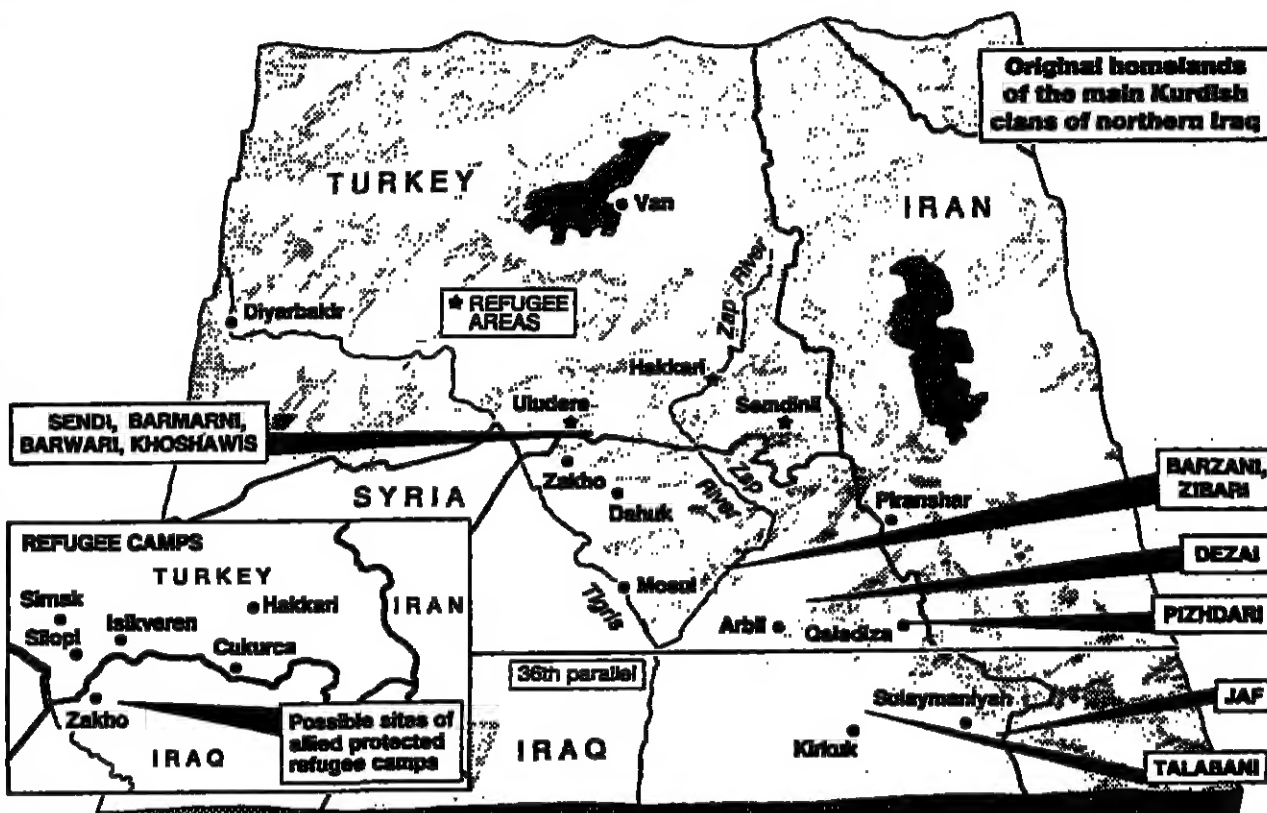 Original homelands
of the main Kurdish
clans of northern Iraq
TURKEY
Van
IRAN
Zap River
Diyarbakir
★ REFUGEE
AREAS
Hakkari
Uludere
Semdinli
SENDI, BARMARNI,
BARWARI, KHOSHAWIS
Zakho
Zap
River
SYRIA
Dahuk
Piranshar
BARZANI,
ZIBARI
Mosul
Tigris
DEZAI
Arbil
Qaladiza
PIZHDARI
36th parallel
Sulaymaniyah
JAF
IRAQ
Kirkuk
TALABANI
REFUGEE CAMPS
TURKEY
Simak
Hakkari
IRAN
Silopi
Isikveren
Cukurca
Zakho
IRAQ
Possible sites of
allied protected
refugee camps